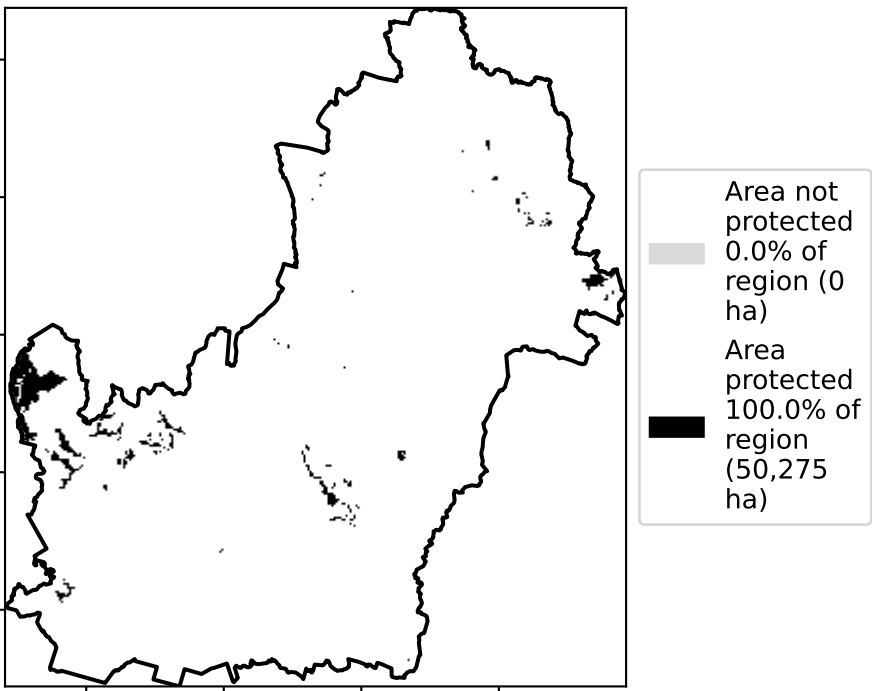 Area not
protected
0.0% of
region (0
ha)
Area
protected
100.0% of
region
(50,275
ha)